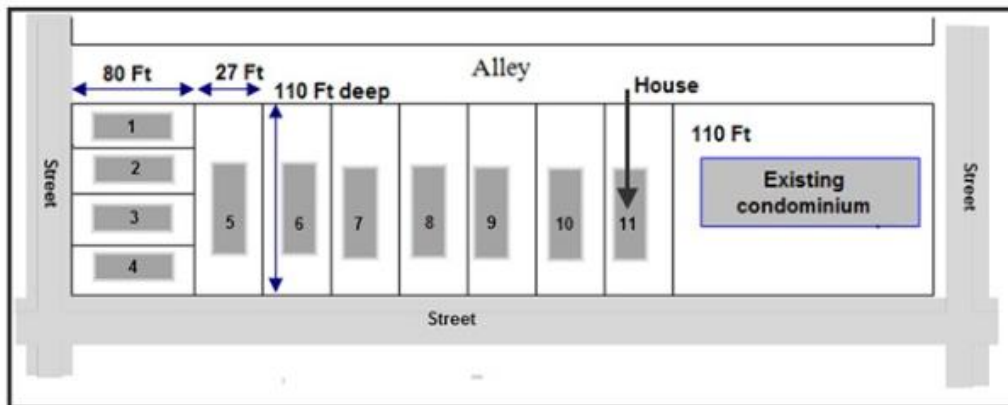 Alley
80 Ft
27 Ft
110 Ft deep
House
110 Ft
Existing
condominium
1
2
3
4
5
6
7
8
9
10
11
Street
Street
Street